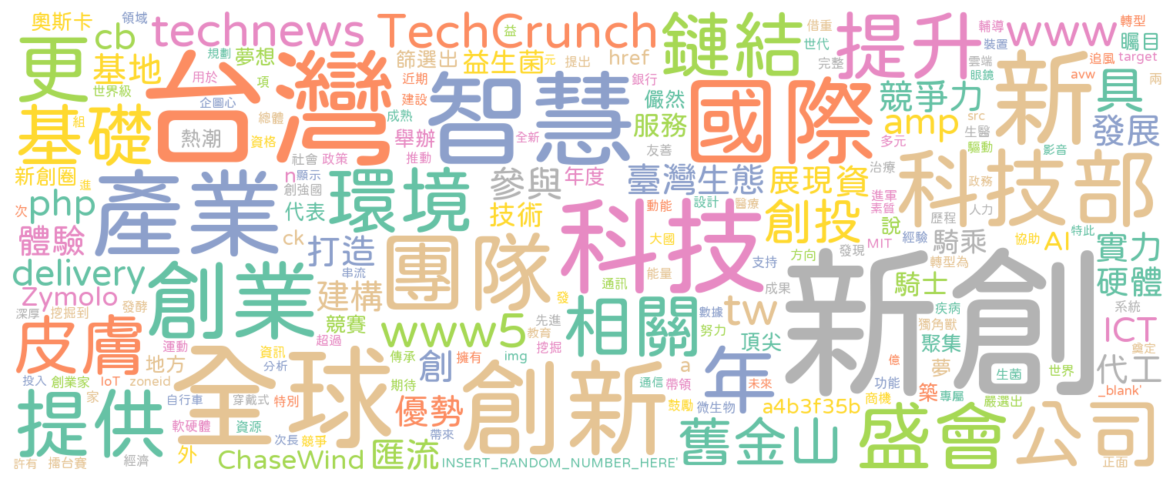 奧斯卡
領域
cb
technews
TechCrunch
鏈結
提升
www
轉型
輔導
借重
矚目
更
基地
規劃
夢想
世界級
台灣
篩選出
益生菌
益
元
提出
href
世代
完整
裝置
雲端
眼鏡
追風
target
用於
項
近期
企圖心
建設
智慧
銀行
國際
競爭力
avw
新
具
兩
基礎
組
總體
成熟
儼然
服務
amp
src
發展
熱潮
資格
舉辦
全新
友善
多元
生醫
驅動
影音
新創圈
進
社會
政策
推動
n
顯示
創強國
參與
年度
臺灣生態
展現資
治療
科技部
進軍
素質
政務
產業
環境
次
php
代表
技術
科技
動能
設計
醫療
創投
說
歷程
人力
體驗
ck
打造
大國
方向
發現
MIT
經驗
騎乘
協助
特此
AI
實力
delivery
串流
團隊
能量
支持
新創
轉型為
硬體
Zymolo
創業
建構
發
通訊
成果
騎士
疾病
系統
深厚
挖掘到
發酵
競賽
超過
www5
先進
教育
相關
數據
努力
tw
頂尖
獨角獸
聚集
ICT
奠定
皮膚
運動
地方
資訊
分析
傳承
img
挖掘
a
年
億
代工
投入
創業家
IoT
zoneid
全球
期待
創
擁有
創新
通信
帶領
未來
功能
夢
生菌
世界
提供
家
自行車
穿戴式
特別
優勢
鼓勵
微生物
a4b3f35b
商機
築
專屬
嚴選出
_blank'
軟硬體
資源
次長
競爭
帶來
舊金山
盛會
公司
許有
擂台賽
經濟
外
ChaseWind
匯流
INSERT_RANDOM_NUMBER_HERE'
正面